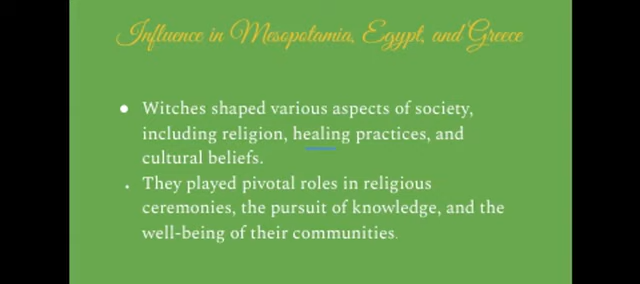 Influence in Mesopotamia, Egypt, and Greece
● Witches shaped various aspects of society,
including religion, healing practices, and
cultural beliefs.
• They played pivotal roles in religious
ceremonies, the pursuit of knowledge, and the
well-being of their communities.